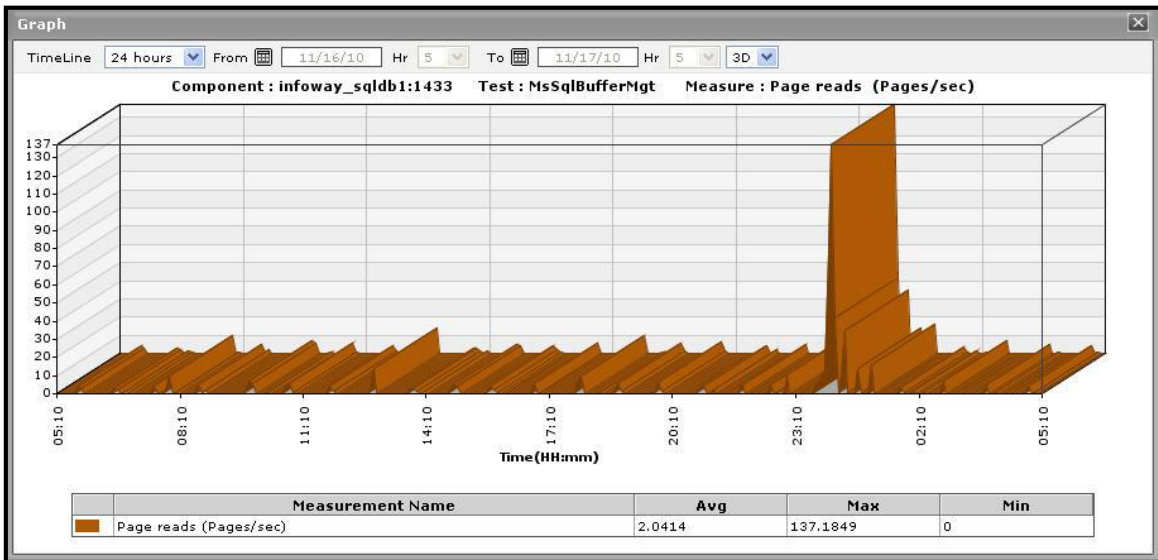 Graph
TimeLine 24 hours From 11/16/10 Hr 5 To 11/17/10 Hr 5 3D
Component : infoway_sqldb1:1433 Test : MsSqlBufferMgt Measure : Page reads (Pages/sec)
137
130
120
110
100
90
80
70
60
50
40
30
20
10
0
05:10 08:10 11:10 14:10 17:10 20:10 23:10 02:10 05:10
Time(HH:mm)
Measurement Name Avg Max Min
Page reads (Pages/sec) 2.0414 137.1849 0